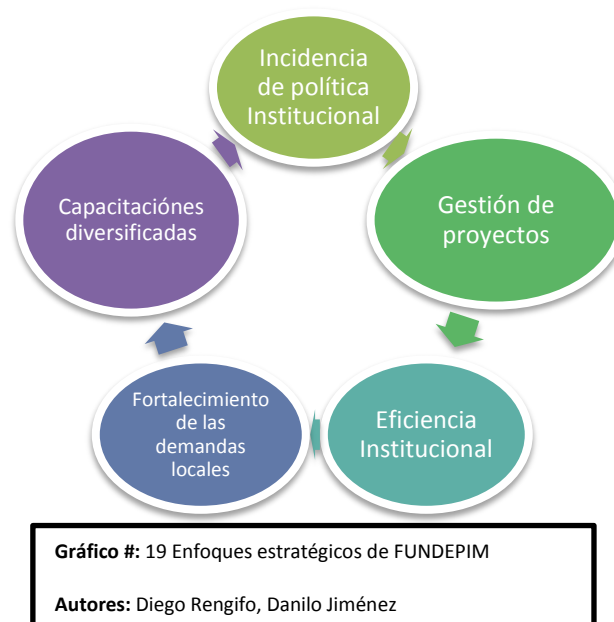 Incidencia
de política
Institucional
Gestión de
proyectos
Eficiencia
Institucional
Fortalecimiento
de las
demandas
locales
Capacitaciónes
diversificadas
Gráfico #: 19 Enfoques estratégicos de FUNDEPIM
Autores: Diego Rengifo, Danilo Jiménez